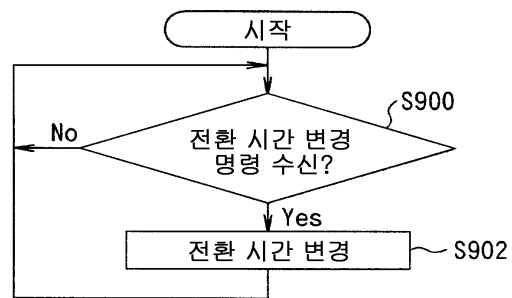 시작
S900
No
전환 시간 변경
명령 수신?
Yes
전환 시간 변경
S902